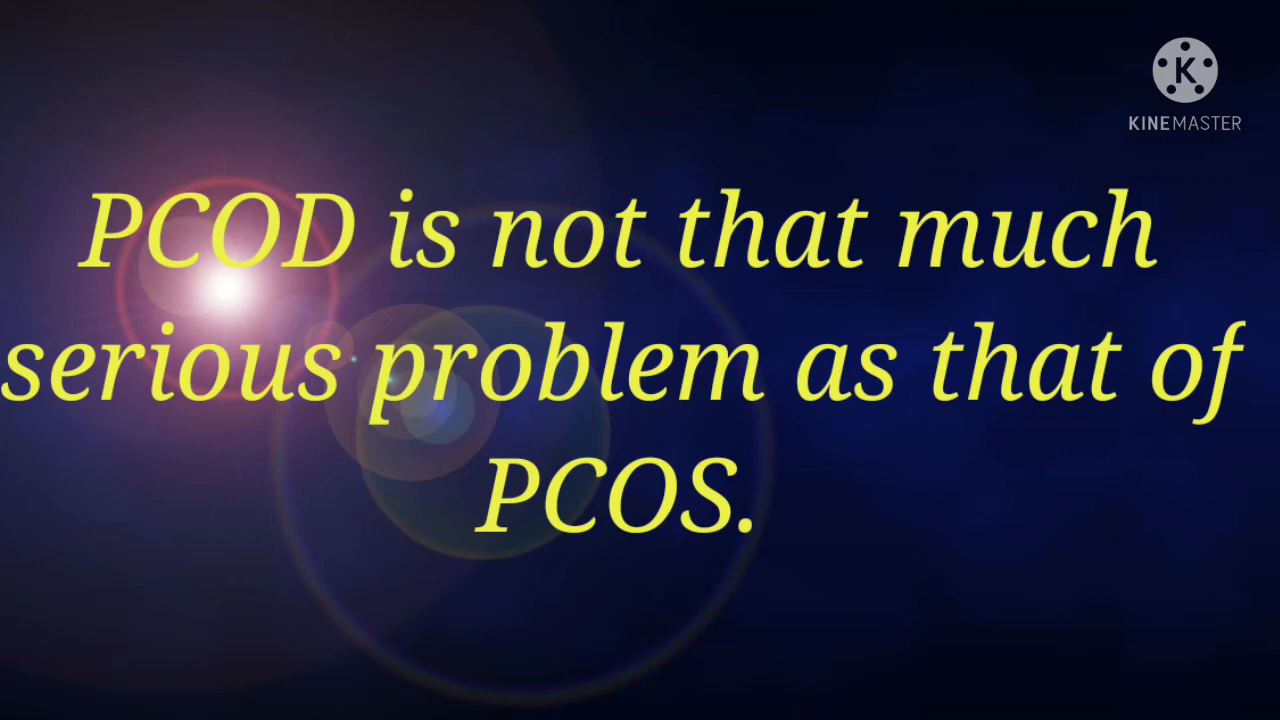 K
KINEMASTER
PCOD is not that much
serious problem as that of
PCOS.